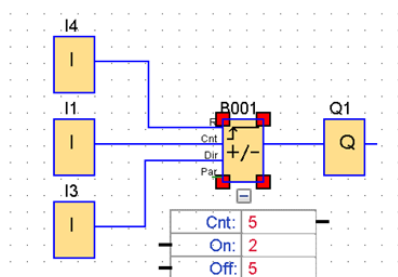 I4
I
I1
I
I3
I
B001
R
Cnt
Dir
Par
+/-
Q1
Q
Cnt: 5
On: 2
Off: 5